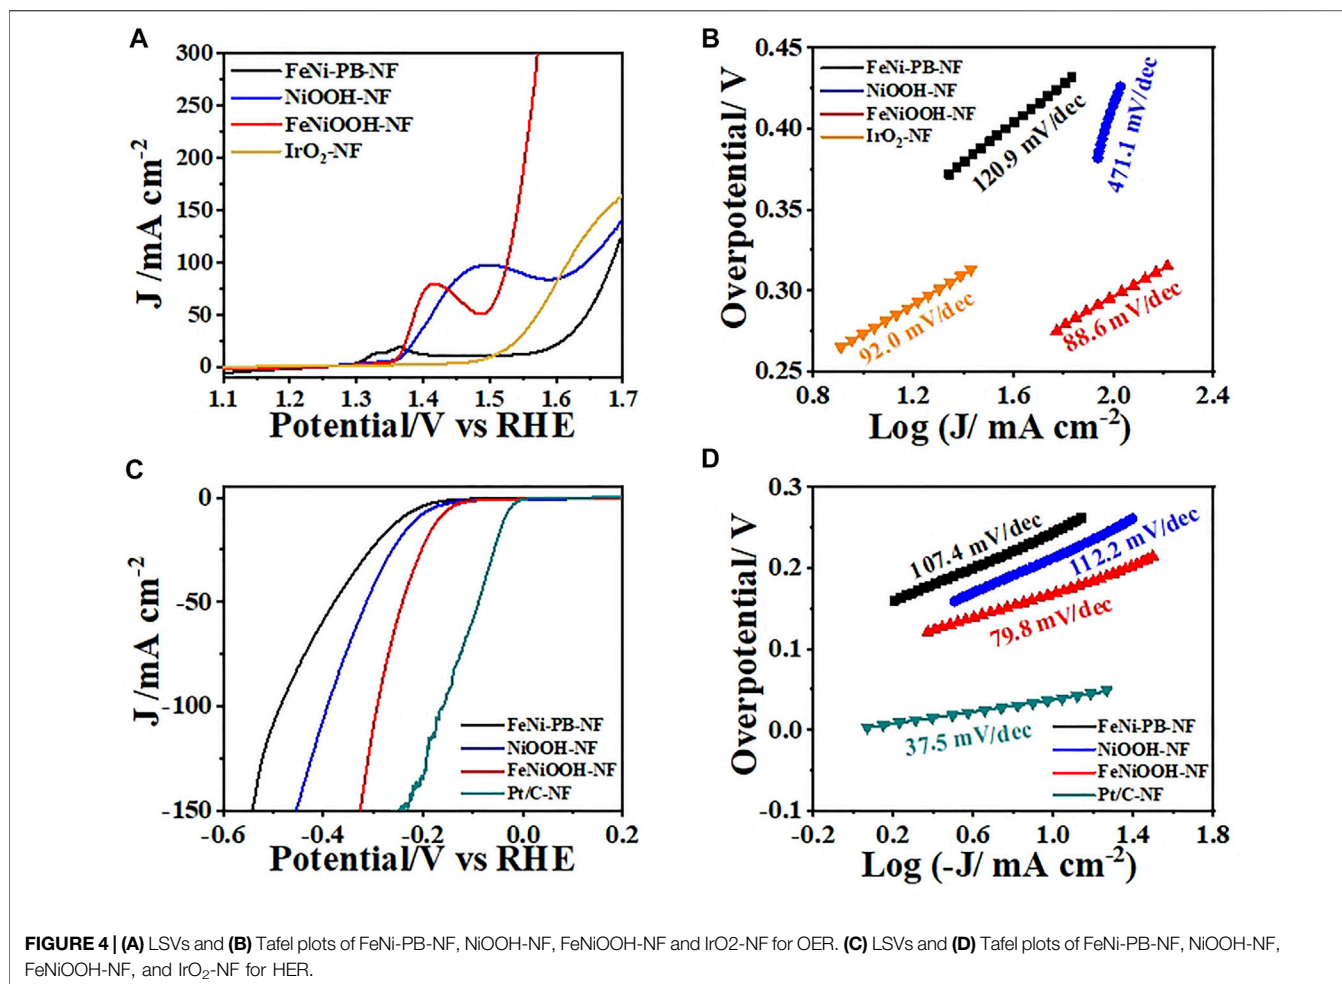 A
300
250
200
150
100
50
0
J /mA cm-2
FeNi-PB-NF
NiOOH-NF
FeNiOOH-NF
IrO2-NF
1.1 1.2 1.3 1.4 1.5 1.6 1.7
Potential/V vs RHE
B
0.45
0.40
0.35
0.30
0.25
Overpotential/ V
FeNi-PB-NF
NiOOH-NF
FeNiOOH-NF
IrO2-NF
120.9 mV/dec
471.1 mV/dec
92.0 mV/dec
88.6 mV/dec
0.8 1.2 1.6 2.0 2.4
Log (J/ mA cm-2)
C
0
-50
-100
-150
J /mA cm-2
FeNi-PB-NF
NiOOH-NF
FeNiOOH-NF
Pt/C-NF
-0.6 -0.4 -0.2 0.0 0.2
Potential/V vs RHE
D
0.3
0.2
0.1
0.0
-0.1
Overpotential/ V
107.4 mV/dec
112.2 mV/dec
79.8 mV/dec
37.5 mV/dec
FeNi-PB-NF
NiOOH-NF
FeNiOOH-NF
Pt/C-NF
-0.2 0.2 0.6 1.0 1.4 1.8
Log (-J/ mA cm-2)
FIGURE 4 | (A) LSVs and (B) Tafel plots of FeNi-PB-NF, NiOOH-NF, FeNiOOH-NF and IrO2-NF for OER. (C) LSVs and (D) Tafel plots of FeNi-PB-NF, NiOOH-NF,
FeNiOOH-NF, and IrO2-NF for HER.